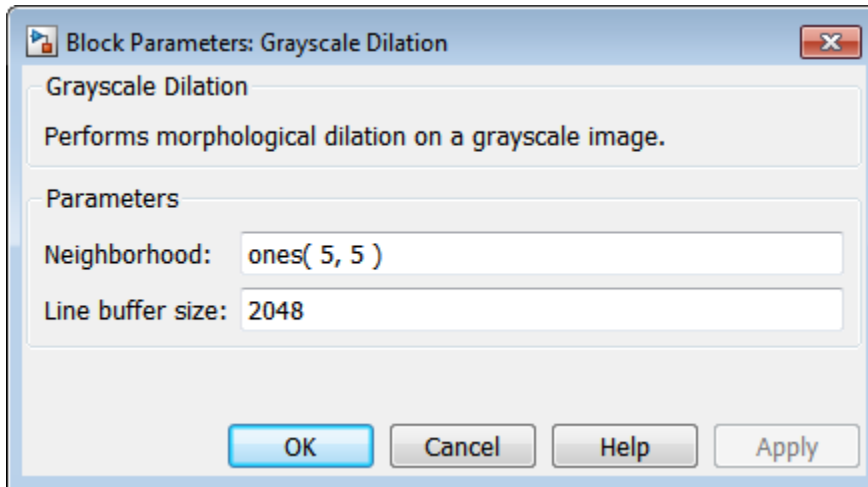 Block Parameters: Grayscale Dilation
Grayscale Dilation
Performs morphological dilation on a grayscale image.
Parameters
Neighborhood: ones( 5, 5 )
Line buffer size: 2048
OK Cancel Help Apply